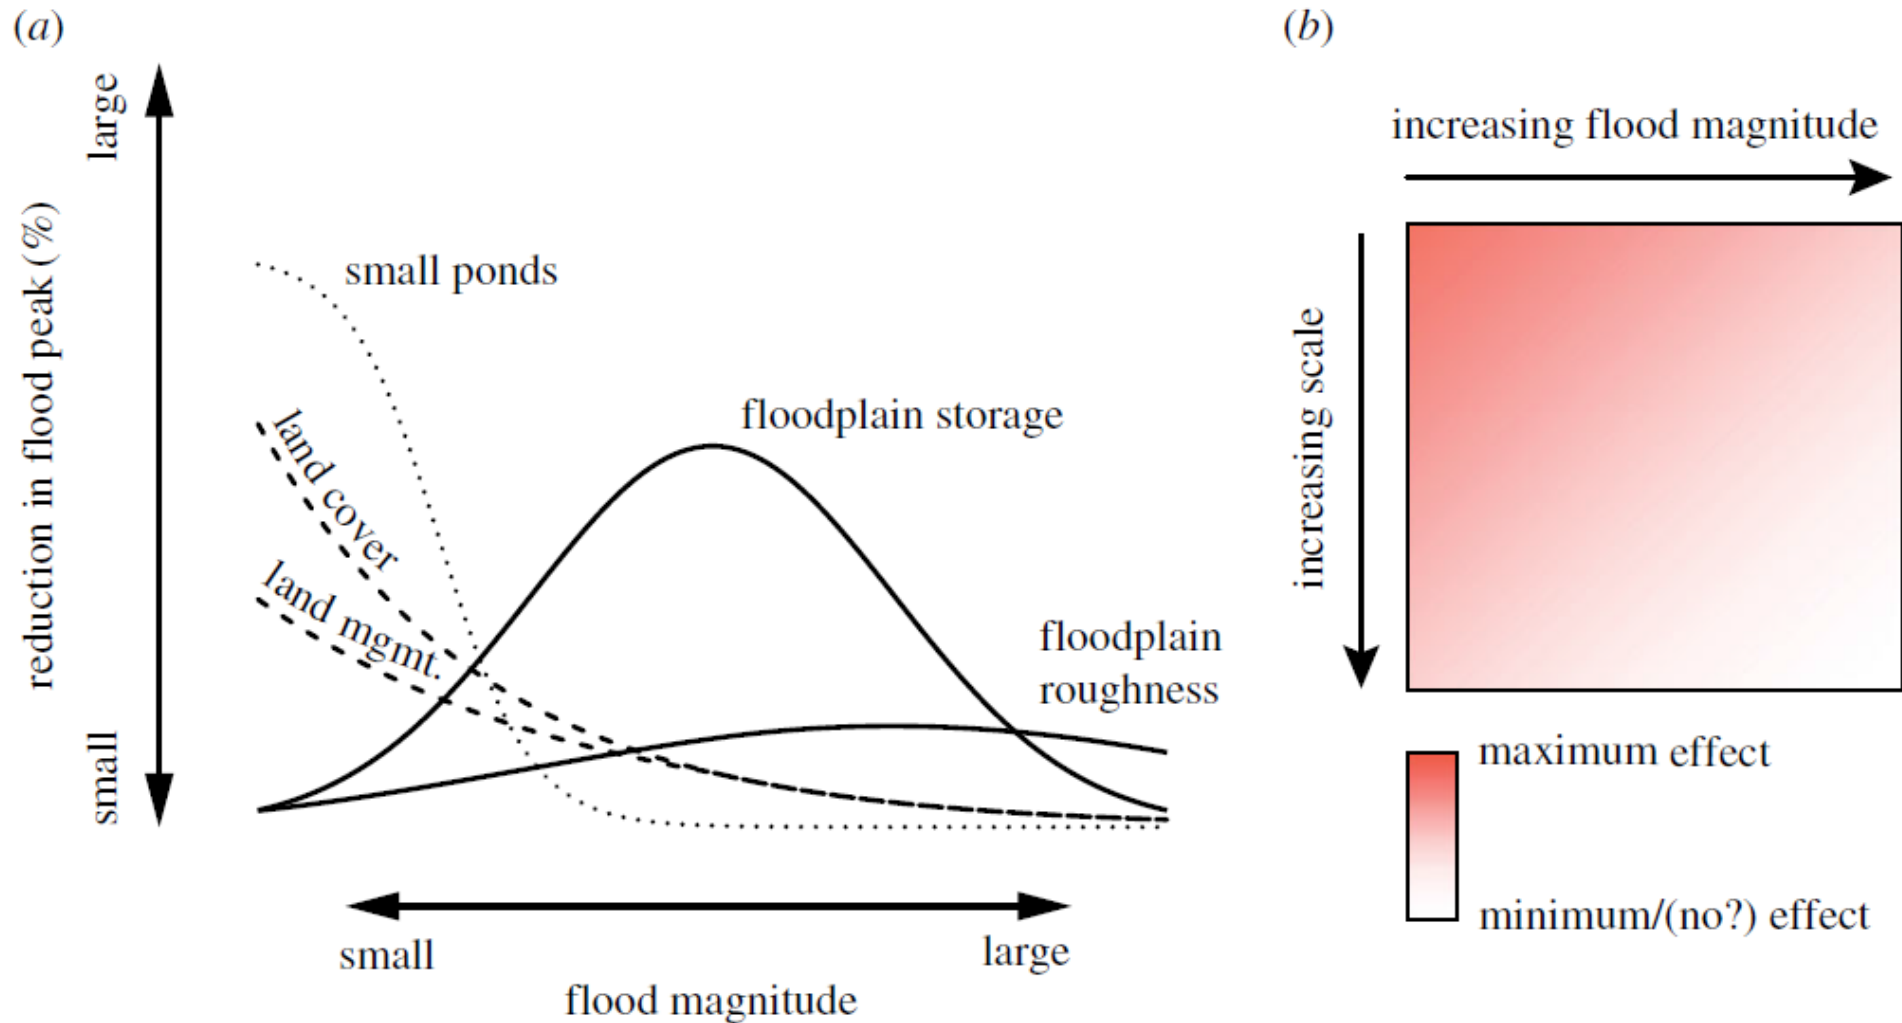 (a)
large
reduction in flood peak (%)
small
small ponds
land cover
land mgmt.
floodplain storage
floodplain
roughness
small
large
flood magnitude
(b)
increasing flood magnitude
increasing scale
maximum effect
minimum/(no?) effect